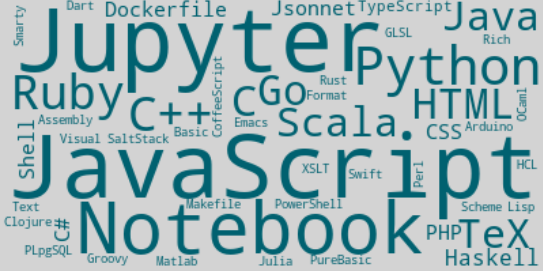 Smarty
Dart
Dockerfile
Jsonnet
TypeScript
Java
Jupyter
GLSL
Rich
Python
Ruby
C++
CoffeeScript
C
Go
Rust
Format
HTML
OCaml
Assembly
Shell
Visual
SaltStack
Basic
Emacs
Scala
CSS
Arduino
JavaScript
XSLT
Swift
Perl
HCL
Text
Clojure
C#
Notebook
Makefile
PowerShell
Scheme
Lisp
PHP
TeX
PLpgSQL
Groovy
Matlab
Julia
PureBasic
Haskell